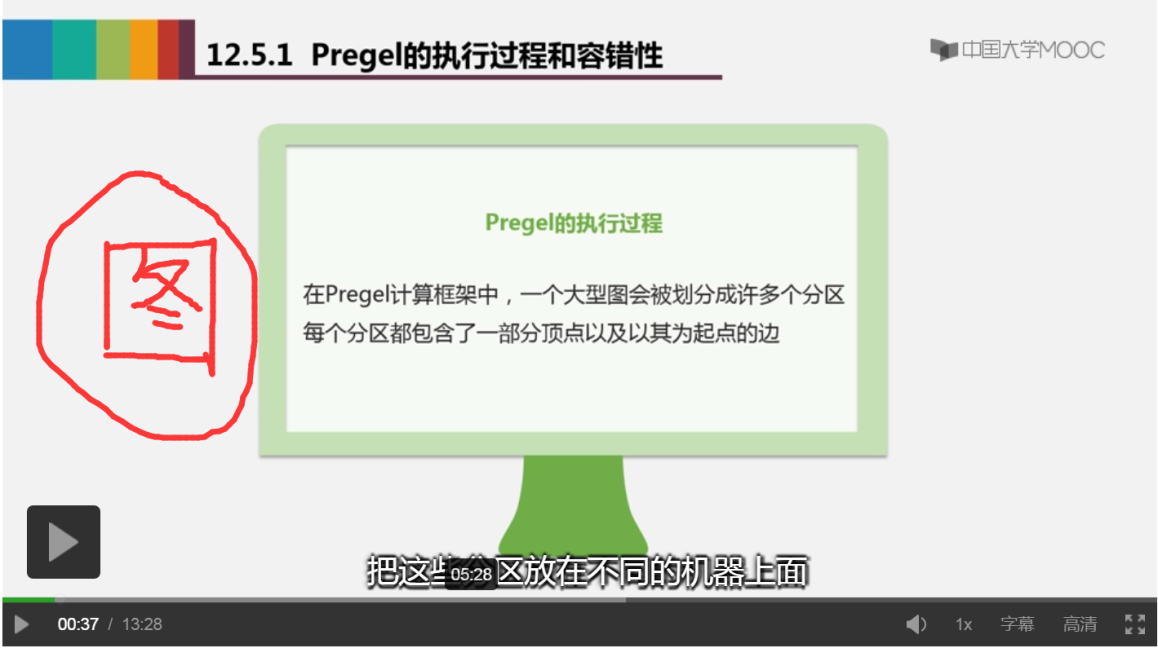 12.5.1 Pregel的执行过程和容错性
中国大学MOOC
图
Pregel的执行过程
在Pregel计算框架中，一个大型图会被划分成许多个分区
每个分区都包含了一部分顶点以及以其为起点的边
把这些分区放在不同的机器上面
05:28
00:37 / 13:28
1x
字幕
高清